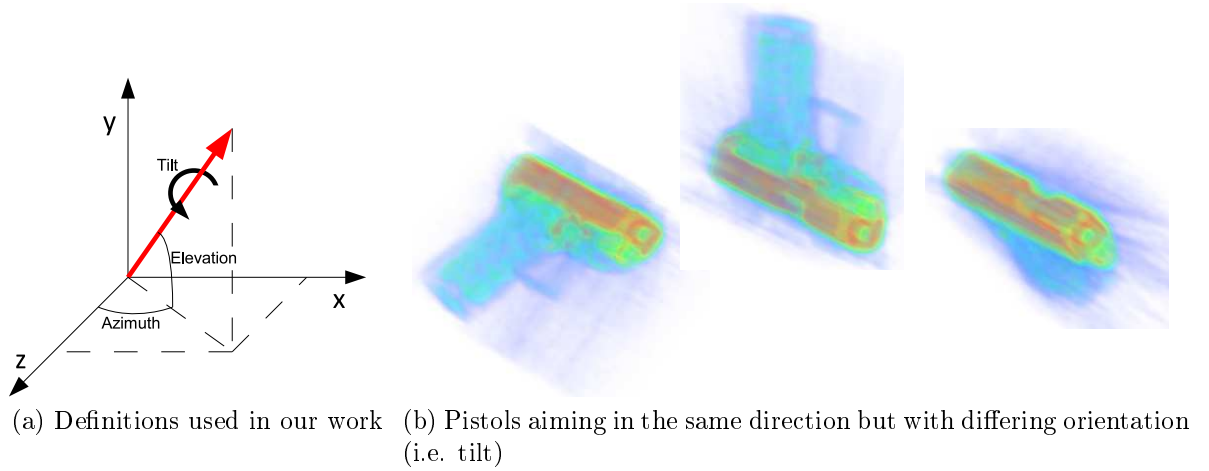 y
Tilt
Elevation
x
Azimuth
z
(a) Definitions used in our work
(b) Pistols aiming in the same direction but with differing orientation
(i.e. tilt)